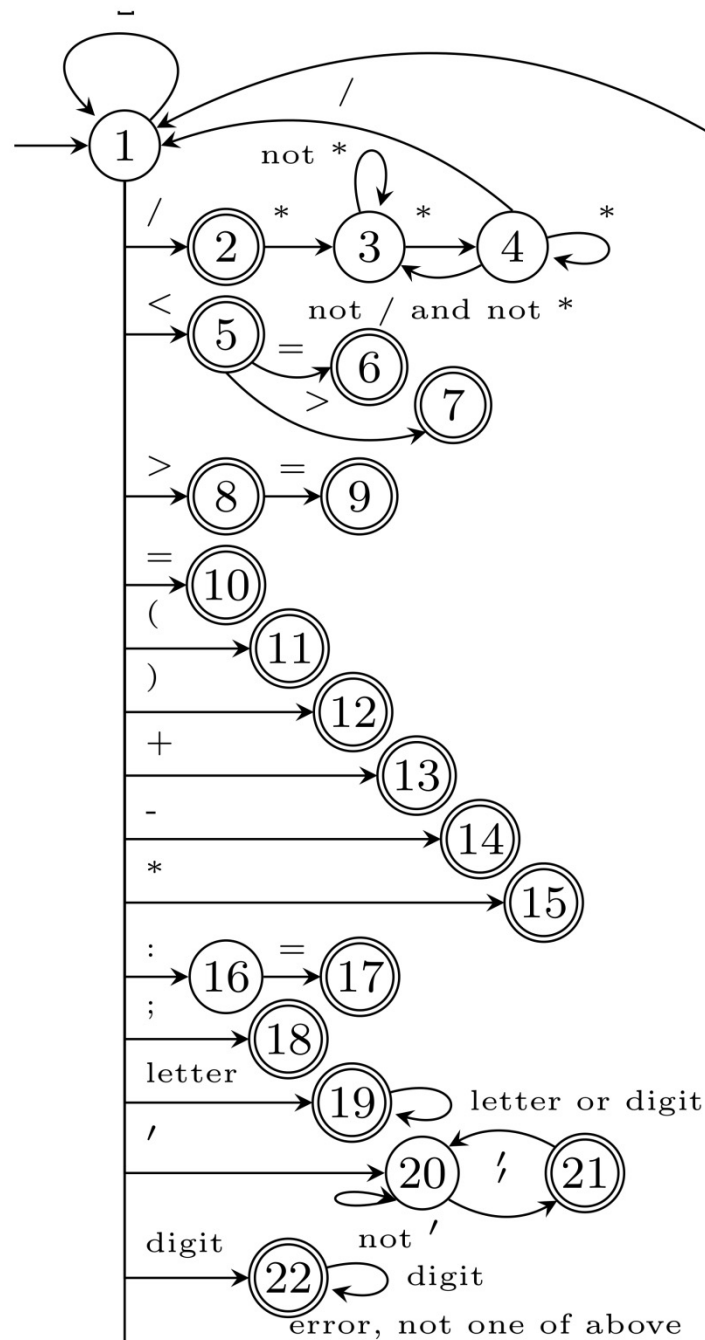 /
1
not *
/ * * *
2 3 4
< not / and not *
5 = 6
> 7
> =
8 9
=
10
(
11
)
12
+
13
-
14
*
15
: =
16 17
;
18
letter
19 letter or digit
'
20 ' ' 21
not '
digit
22 digit
error, not one of above